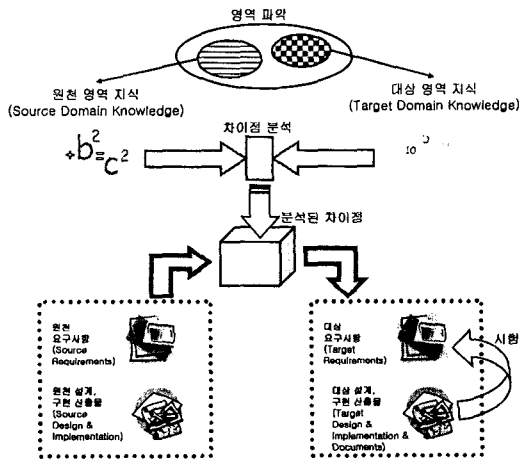 영역 파악
원천 영역 지식
(Source Domain Knowledge)
대상 영역 지식
(Target Domain Knowledge)
차이점 분석
+b²=c²
10
분석된 차이점
원천
요구사항
(Source
Requirements)
원천 설계,
구현 산출물
(Source
Design &
Implementation)
대상
요구사항
(Target
Requirements)
대상 설계,
구현 산출물
(Target
Design &
Implementation &
Documents)
시험